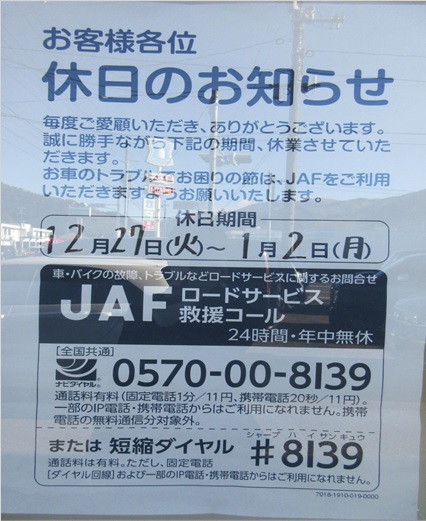 お客様各位
休日のお知らせ
毎度ご愛顧いただき、ありがとうございます。
誠に勝手ながら下記の期間、休業させていた
だきます。
お車のトラブルでお困りの節は、JAFをご利用
いただきますようお願いいたします。
休日期間
12月27日(火)～1月2日(月)
車・バイクの故障、トラブルなどロードサービスに関するお問合せ
JAF ロードサービス
救援コール
24時間・年中無休
[全国共通]
ナビダイヤル 0570-00-8139
通話料有料(固定電話1分/11円、携帯電話20秒/11円)。
一部のIP電話・携帯電話からはご利用になれません。携帯
電話の無料通信分対象外。
シャープ ハイ サンキュウ
または 短縮ダイヤル #8139
通話料は有料。ただし、固定電話
[ダイヤル回線]および一部のIP電話・携帯電話からはご利用になれません。
7018-1910-019-0000